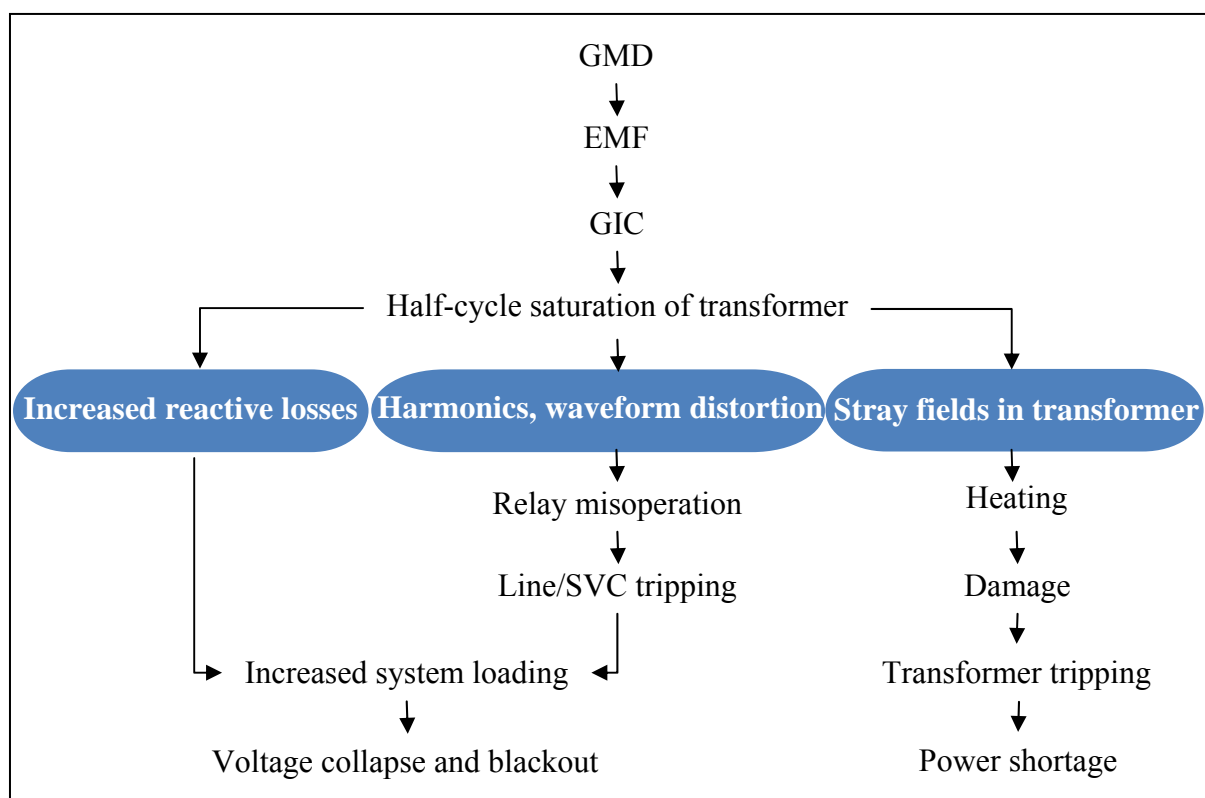 GMD
EMF
GIC
Half-cycle saturation of transformer
Increased reactive losses
Harmonics, waveform distortion
Stray fields in transformer
Relay misoperation
Heating
Line/SVC tripping
Damage
Increased system loading
Transformer tripping
Voltage collapse and blackout
Power shortage